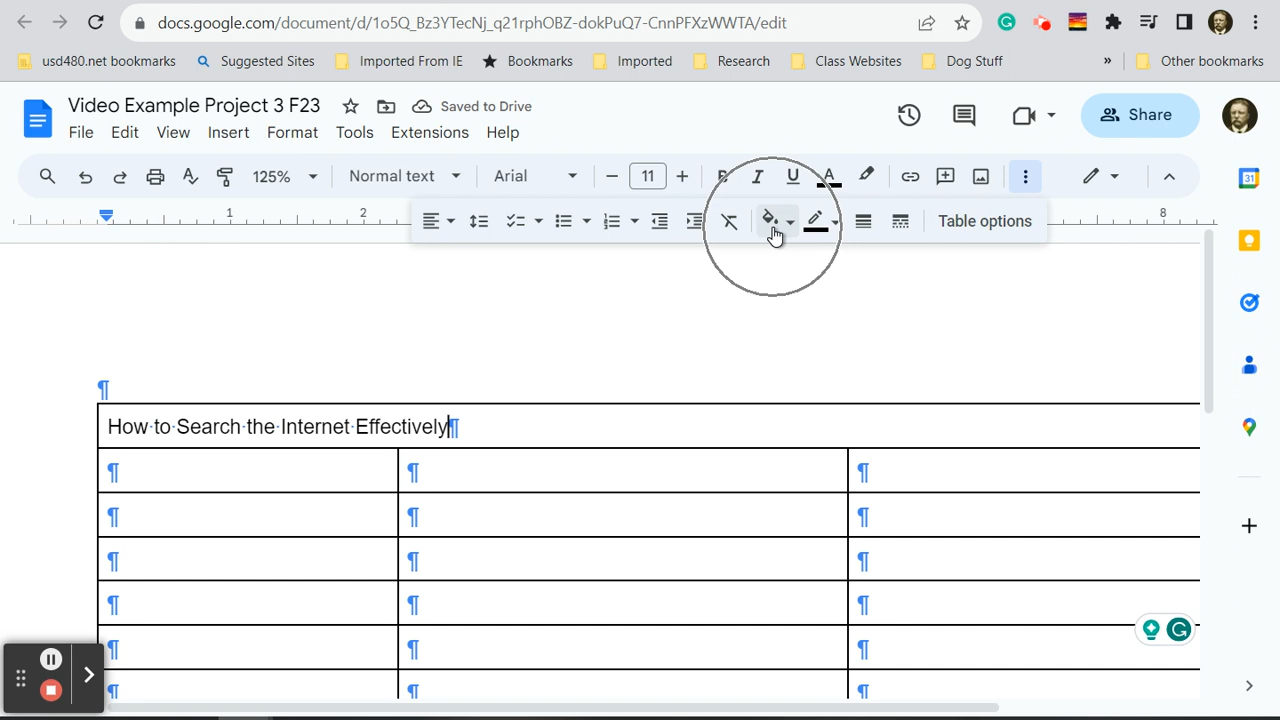 docs.google.com/document/d/1o5Q_Bz3YTecNj_q21rphOBZ-dokPuQ7-CnnPFXzWWTA/edit
usd480.net bookmarks Suggested Sites Imported From IE Bookmarks Imported Research Class Websites Dog Stuff » Other bookmarks
Video Example Project 3 F23 Saved to Drive
File Edit View Insert Format Tools Extensions Help
Share
125% Normal text Arial 11 B I U A
31
1 2 8
Table options
¶
How·to·Search·the·Internet·Effectively¶
¶ ¶ ¶
¶ ¶ ¶
¶ ¶ ¶
¶ ¶ ¶
¶ ¶ ¶
¶ ¶ ¶